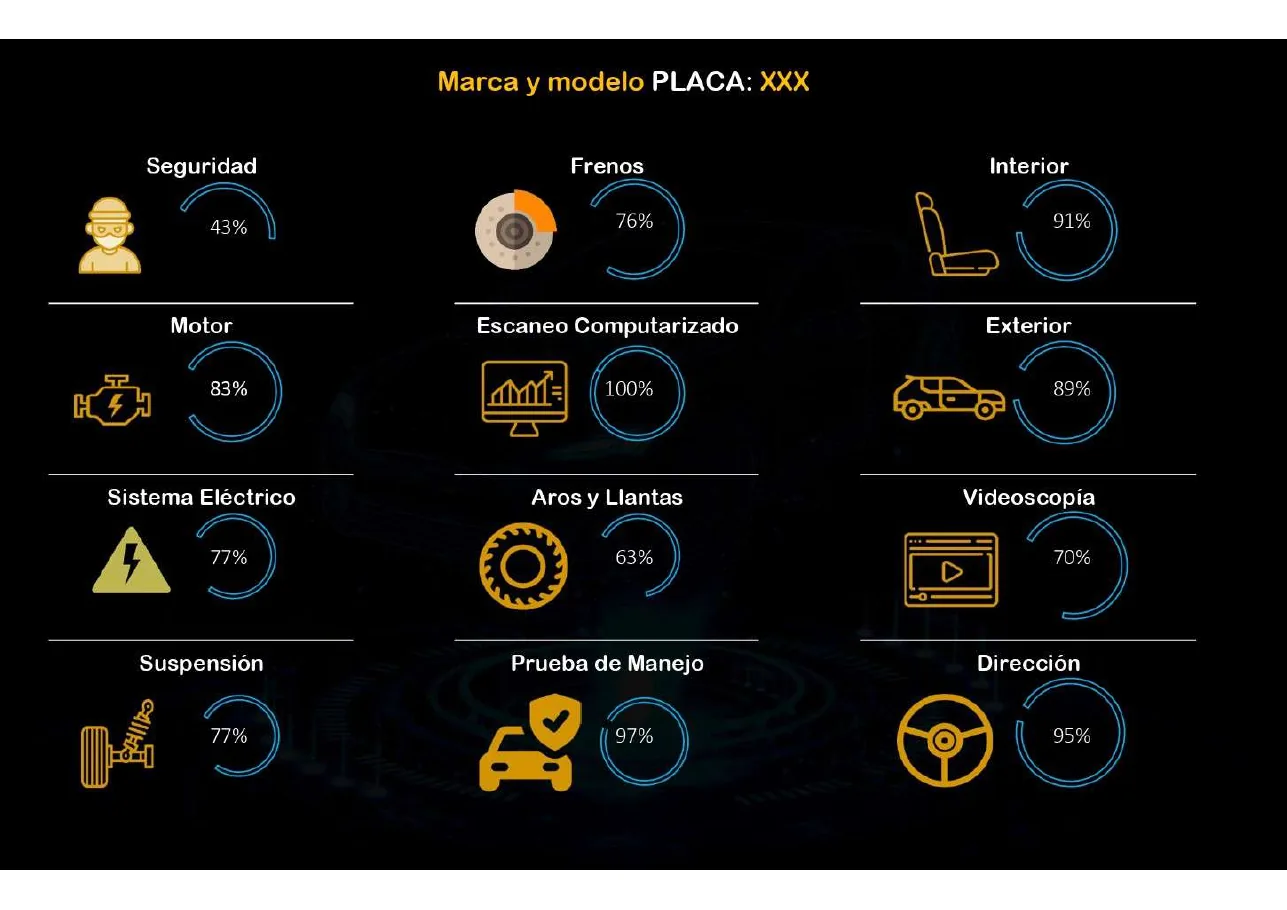 Marca y modelo PLACA: XXX
Seguridad
43%
Frenos
76%
Interior
91%
Motor
83%
Escaneo Computarizado
100%
Exterior
89%
Sistema Eléctrico
77%
Aros y Llantas
63%
Videoscopía
70%
Suspensión
77%
Prueba de Manejo
97%
Dirección
95%